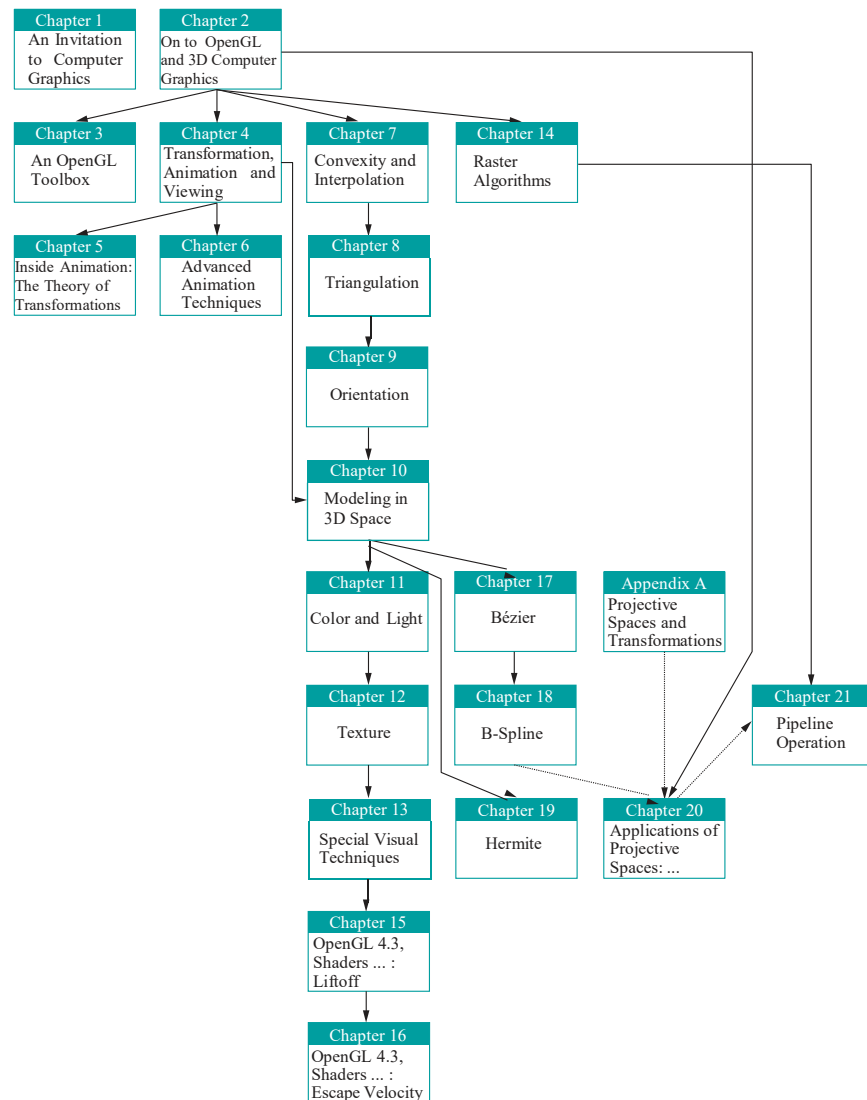 Chapter 1
An Invitation
to Computer
Graphics
Chapter 2
On to OpenGL
and 3D Computer
Graphics
Chapter 3
An OpenGL
Toolbox
Chapter 4
Transformation,
Animation and
Viewing
Chapter 7
Convexity and
Interpolation
Chapter 14
Raster
Algorithms
Chapter 5
Inside Animation:
The Theory of
Transformations
Chapter 6
Advanced
Animation
Techniques
Chapter 8
Triangulation
Chapter 9
Orientation
Chapter 10
Modeling in
3D Space
Chapter 11
Color and Light
Chapter 17
Bézier
Appendix A
Projective
Spaces and
Transformations
Chapter 12
Texture
Chapter 18
B-Spline
Chapter 21
Pipeline
Operation
Chapter 13
Special Visual
Techniques
Chapter 19
Hermite
Chapter 20
Applications of
Projective
Spaces: ...
Chapter 15
OpenGL 4.3,
Shaders ... :
Liftoff
Chapter 16
OpenGL 4.3,
Shaders ... :
Escape Velocity